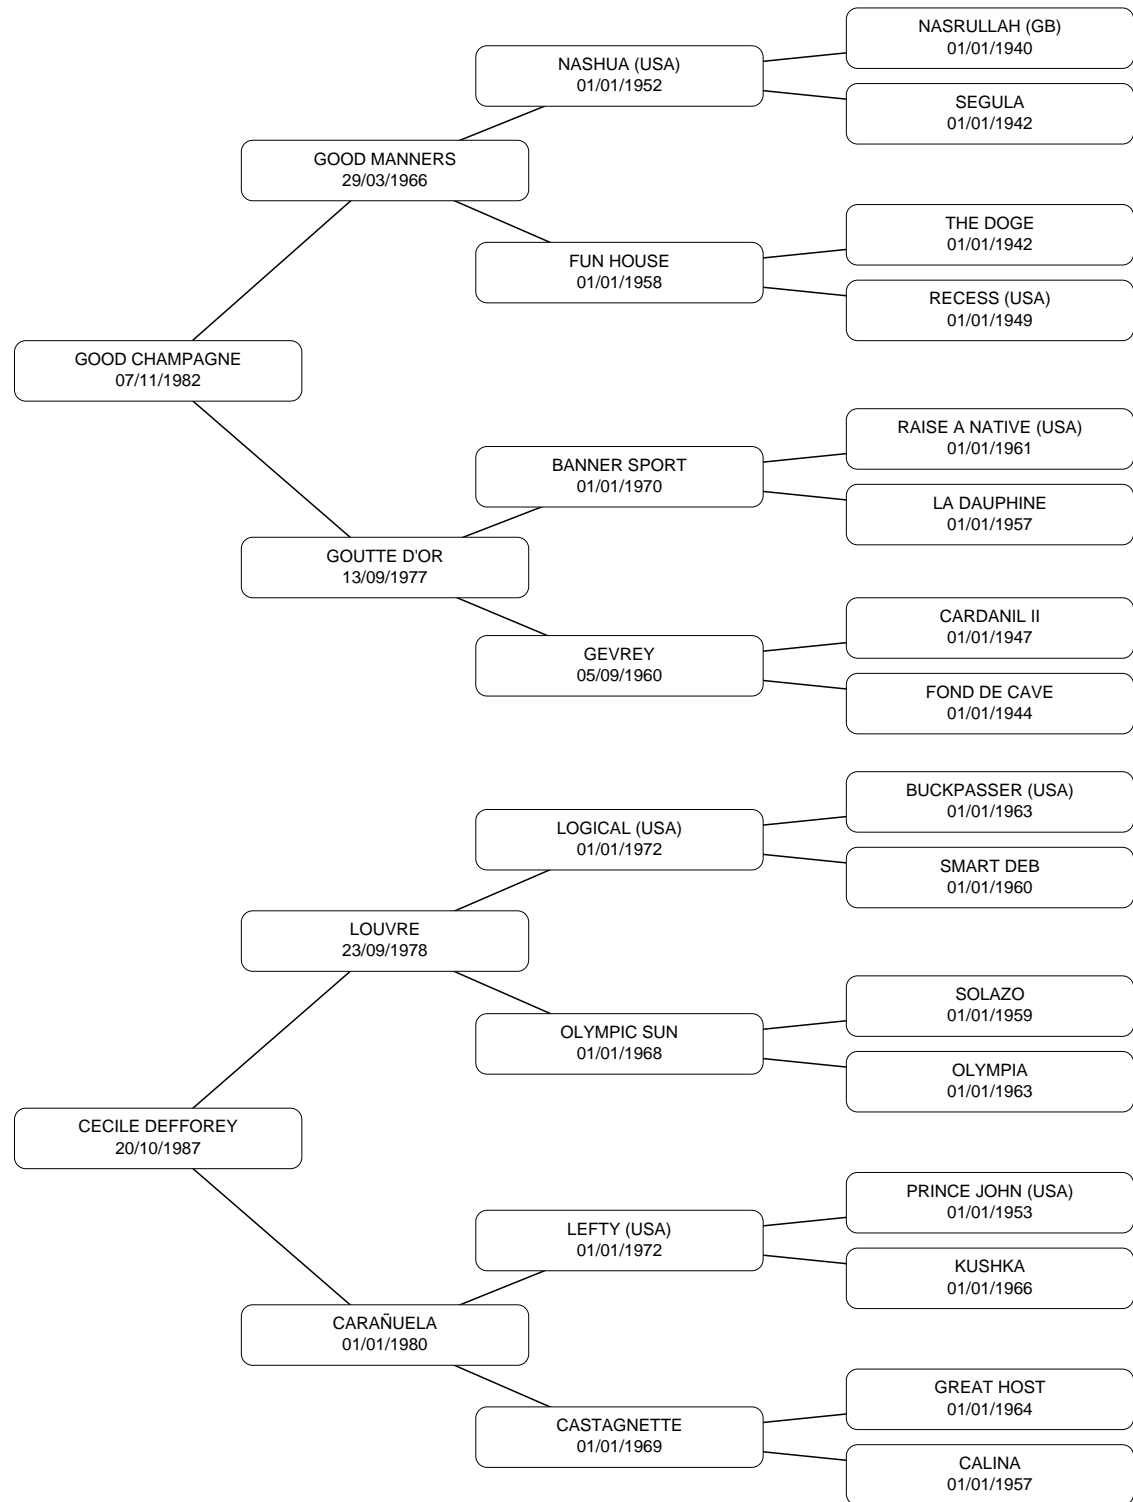 NASRULLAH (GB)
01/01/1940
NASHUA (USA)
01/01/1952
SEGULA
01/01/1942
GOOD MANNERS
29/03/1966
THE DOGE
01/01/1942
FUN HOUSE
01/01/1958
RECESS (USA)
01/01/1949
GOOD CHAMPAGNE
07/11/1982
RAISE A NATIVE (USA)
01/01/1961
BANNER SPORT
01/01/1970
LA DAUPHINE
01/01/1957
GOUTTE D'OR
13/09/1977
CARDANIL II
01/01/1947
GEVREY
05/09/1960
FOND DE CAVE
01/01/1944
BUCKPASSER (USA)
01/01/1963
LOGICAL (USA)
01/01/1972
SMART DEB
01/01/1960
LOUVRE
23/09/1978
SOLAZO
01/01/1959
OLYMPIC SUN
01/01/1968
OLYMPIA
01/01/1963
CECILE DEFFOREY
20/10/1987
PRINCE JOHN (USA)
01/01/1953
LEFTY (USA)
01/01/1972
KUSHKA
01/01/1966
CARAÑUELA
01/01/1980
GREAT HOST
01/01/1964
CASTAGNETTE
01/01/1969
CALINA
01/01/1957